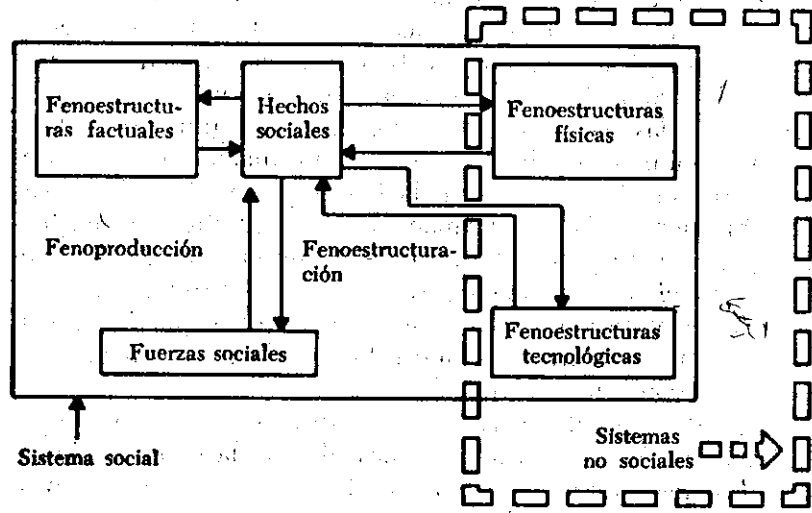 Fenoestructu-
ras factuales
Hechos
sociales
Fenoestructuras
físicas
Fenoproducción
Fenoestructura-
ción
Fuerzas sociales
Fenoestructuras
tecnológicas
Sistema social
Sistemas
no sociales